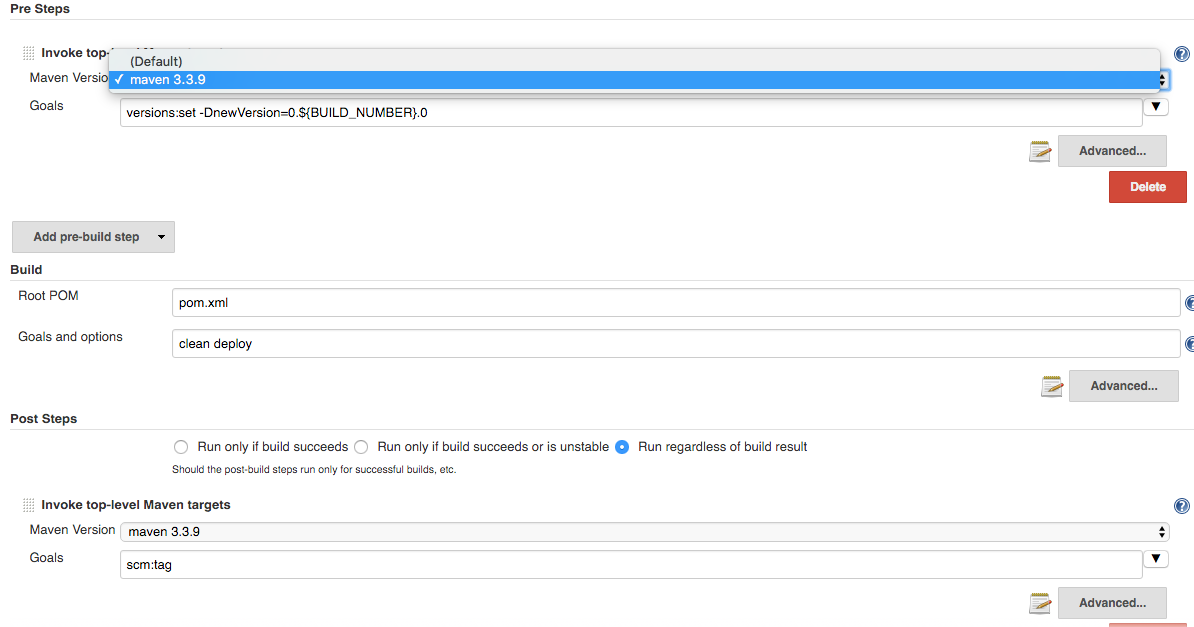 Pre Steps
Invoke top-
(Default)
Maven Versio
✓ maven 3.3.9
Goals
versions:set -DnewVersion=0.${BUILD_NUMBER}.0
Advanced...
Delete
Add pre-build step
Build
Root POM
pom.xml
Goals and options
clean deploy
Advanced...
Post Steps
Run only if build succeeds Run only if build succeeds or is unstable Run regardless of build result
Should the post-build steps run only for successful builds, etc.
Invoke top-level Maven targets
Maven Version maven 3.3.9
Goals
scm:tag
Advanced...